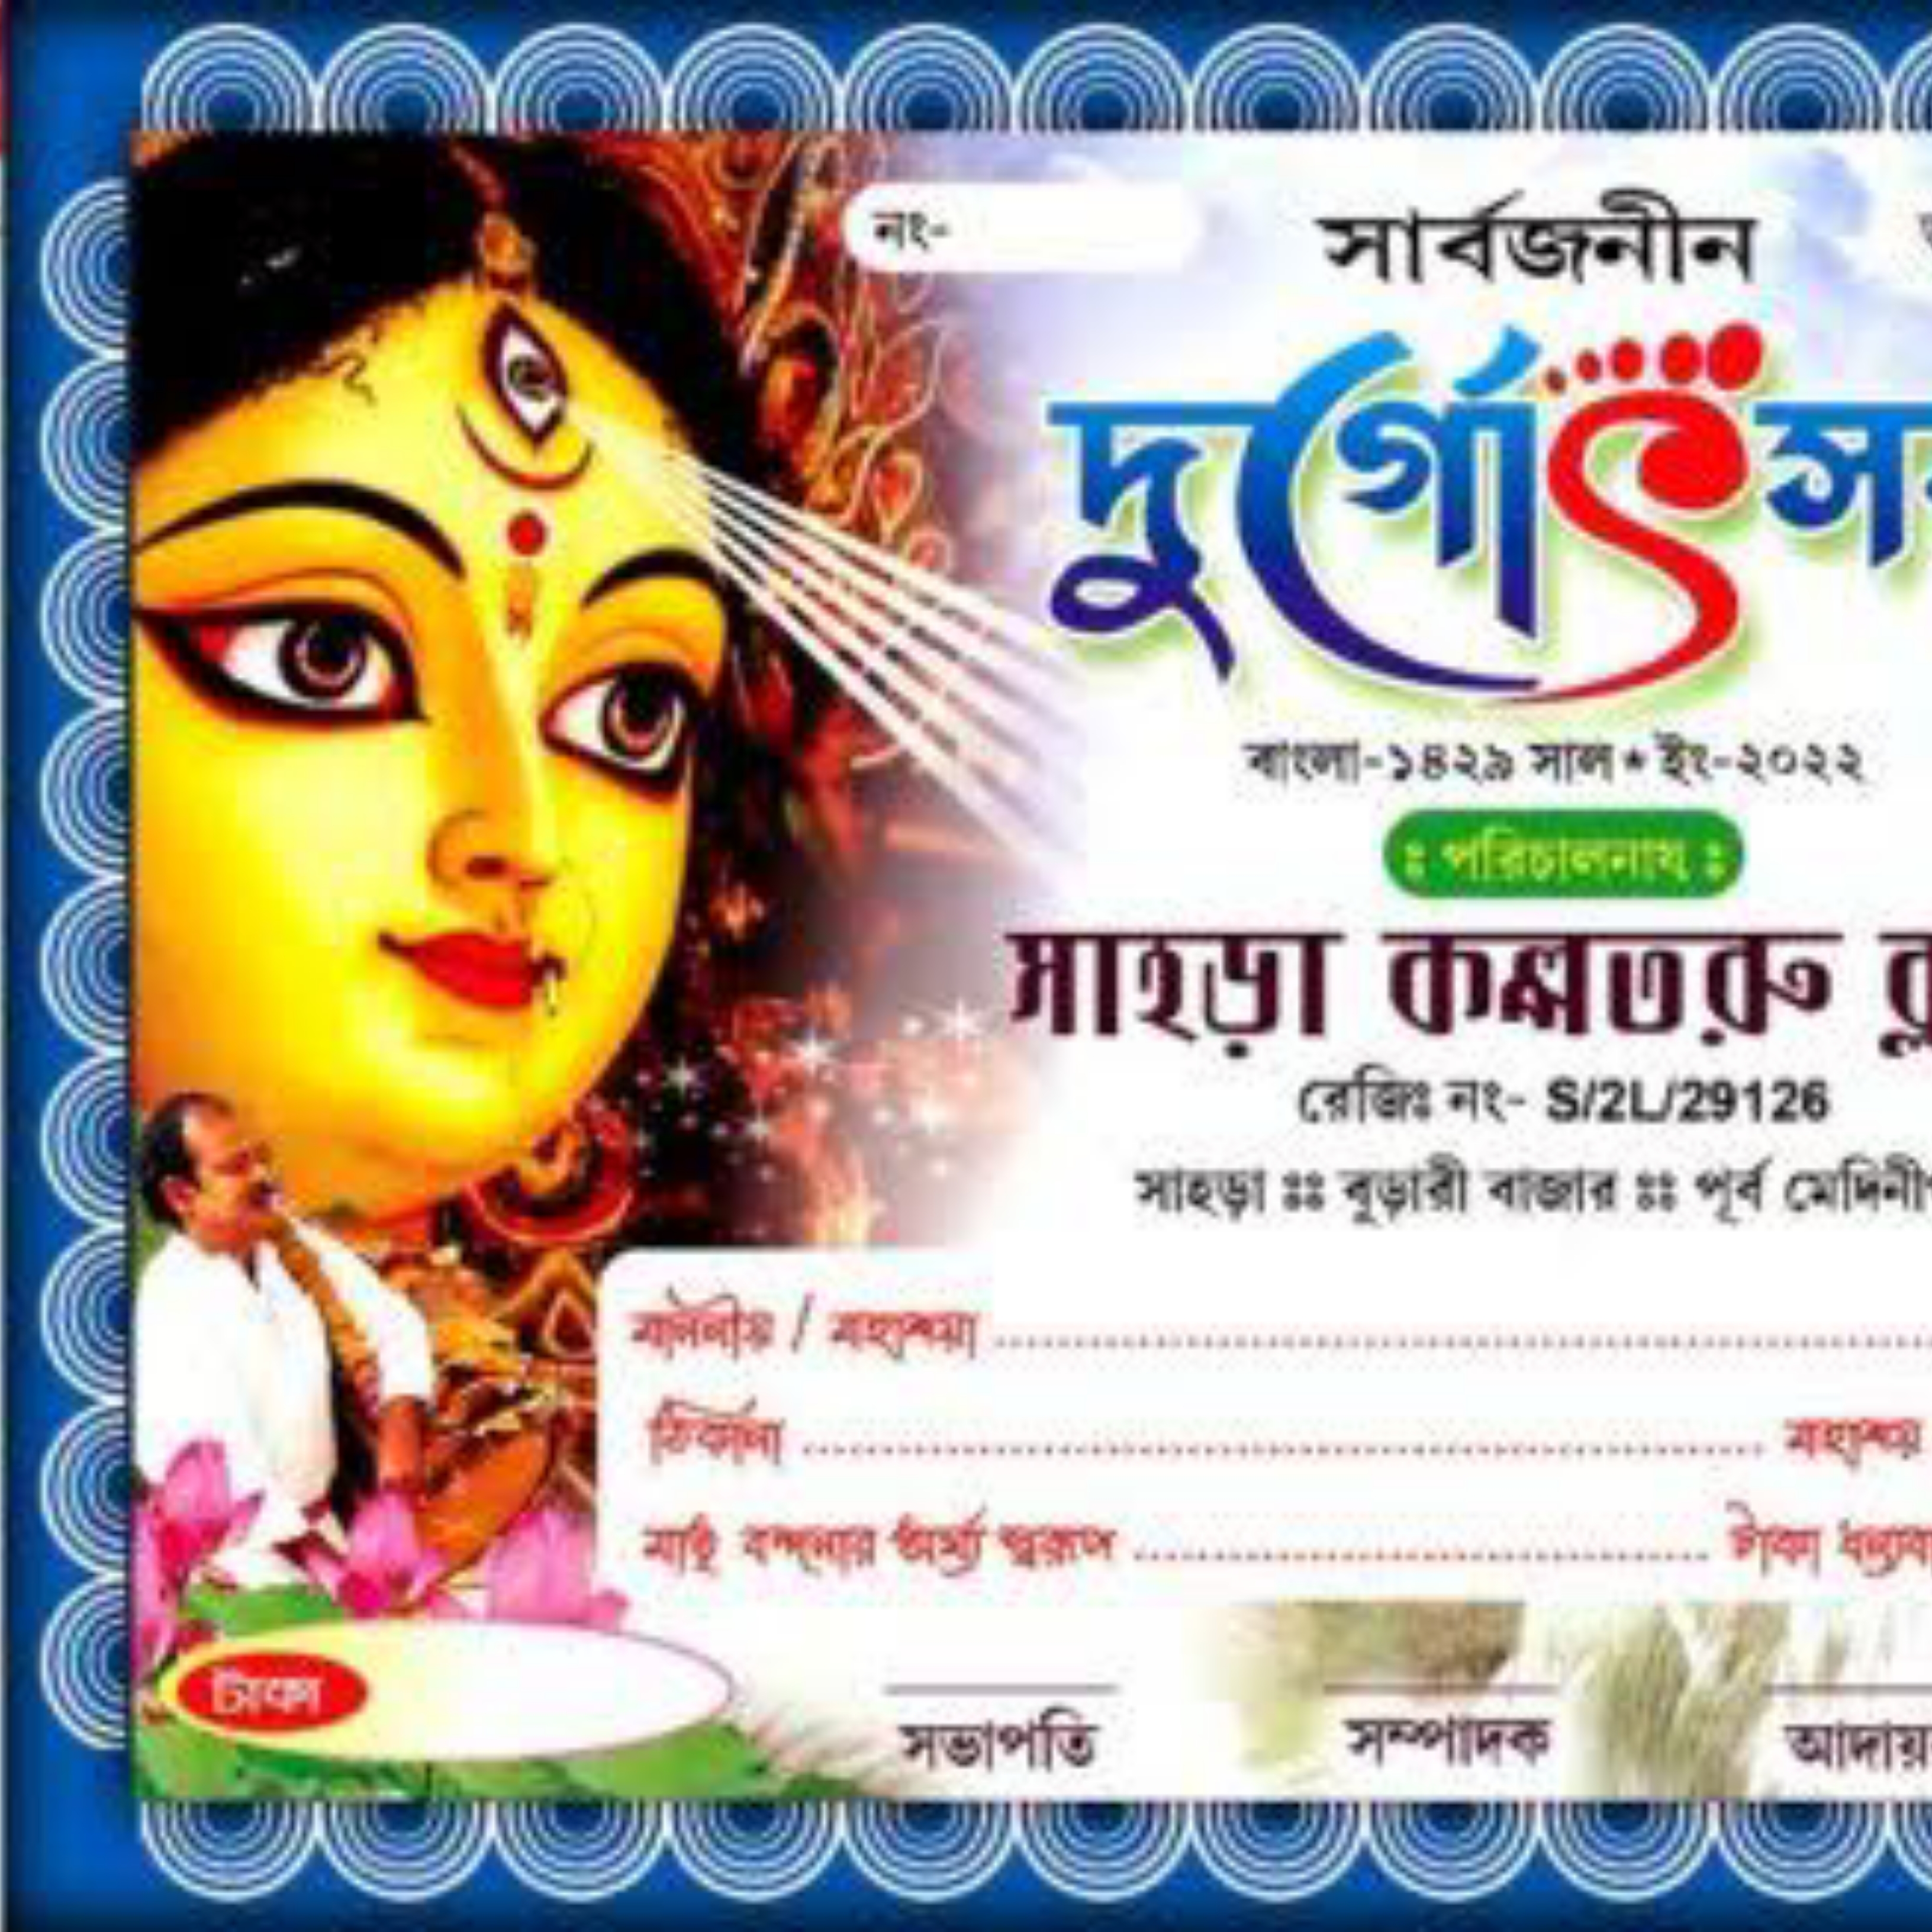 নং-
সার্বজনীন
দুর্গোৎস
বাংলা-১৪২৯ সাল ★ ইং-২০২২
ঃ পরিচালনায় ঃ
সাহড়া কল্পতরু
রেজিঃ নং- S/2L/29126
সাহড়া ঃঃ বুড়ারী বাজার ঃঃ পূর্ব মেদিনী
মাননীয় / মহাশয়া
ঠিকানা
মহাশয়
মাতৃ বন্দনার অর্ঘ্য স্বরূপ
টাকা
টাকা
সভাপতি
সম্পাদক
আদায়